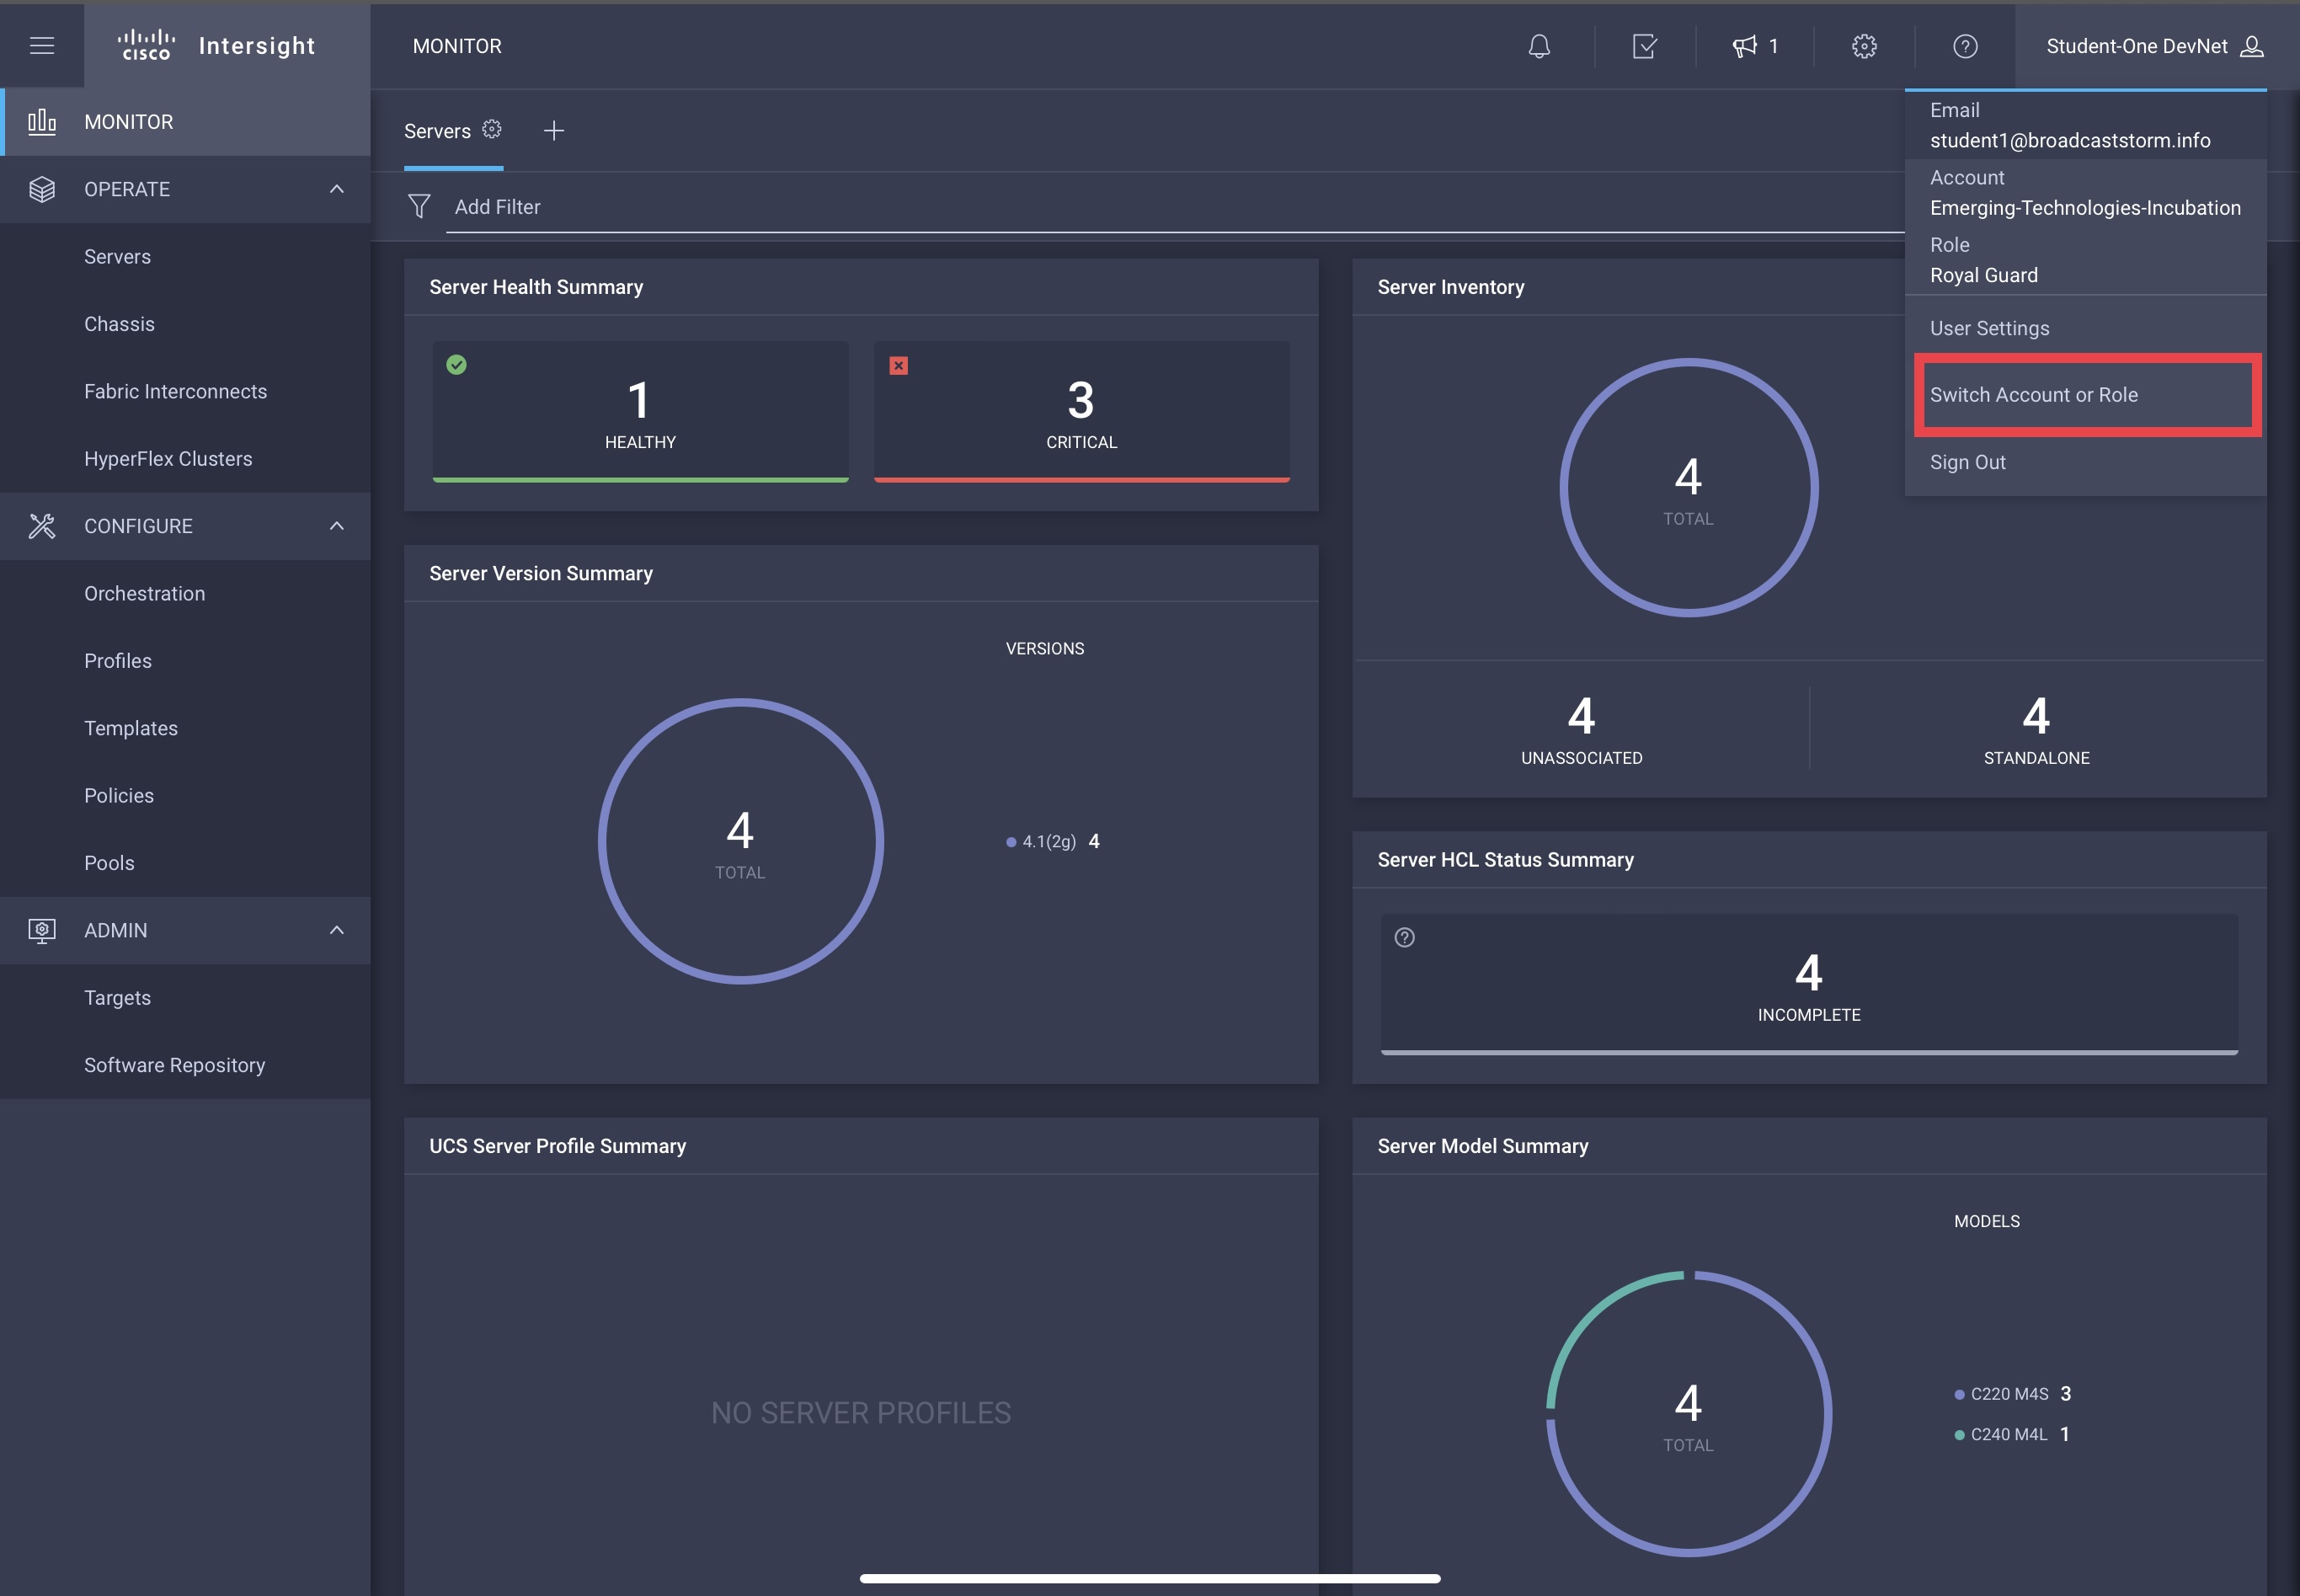 CISCO Intersight
MONITOR
1
Student-One DevNet
MONITOR
OPERATE
Servers
Chassis
Fabric Interconnects
HyperFlex Clusters
CONFIGURE
Orchestration
Profiles
Templates
Policies
Pools
ADMIN
Targets
Software Repository
Servers
Add Filter
Email
student1@broadcaststorm.info
Account
Emerging-Technologies-Incubation
Role
Royal Guard
User Settings
Switch Account or Role
Sign Out
Server Health Summary
1
HEALTHY
3
CRITICAL
Server Inventory
4
TOTAL
4
UNASSOCIATED
4
STANDALONE
Server Version Summary
VERSIONS
4
TOTAL
4.1(2g) 4
Server HCL Status Summary
4
INCOMPLETE
UCS Server Profile Summary
NO SERVER PROFILES
Server Model Summary
MODELS
4
TOTAL
C220 M4S 3
C240 M4L 1